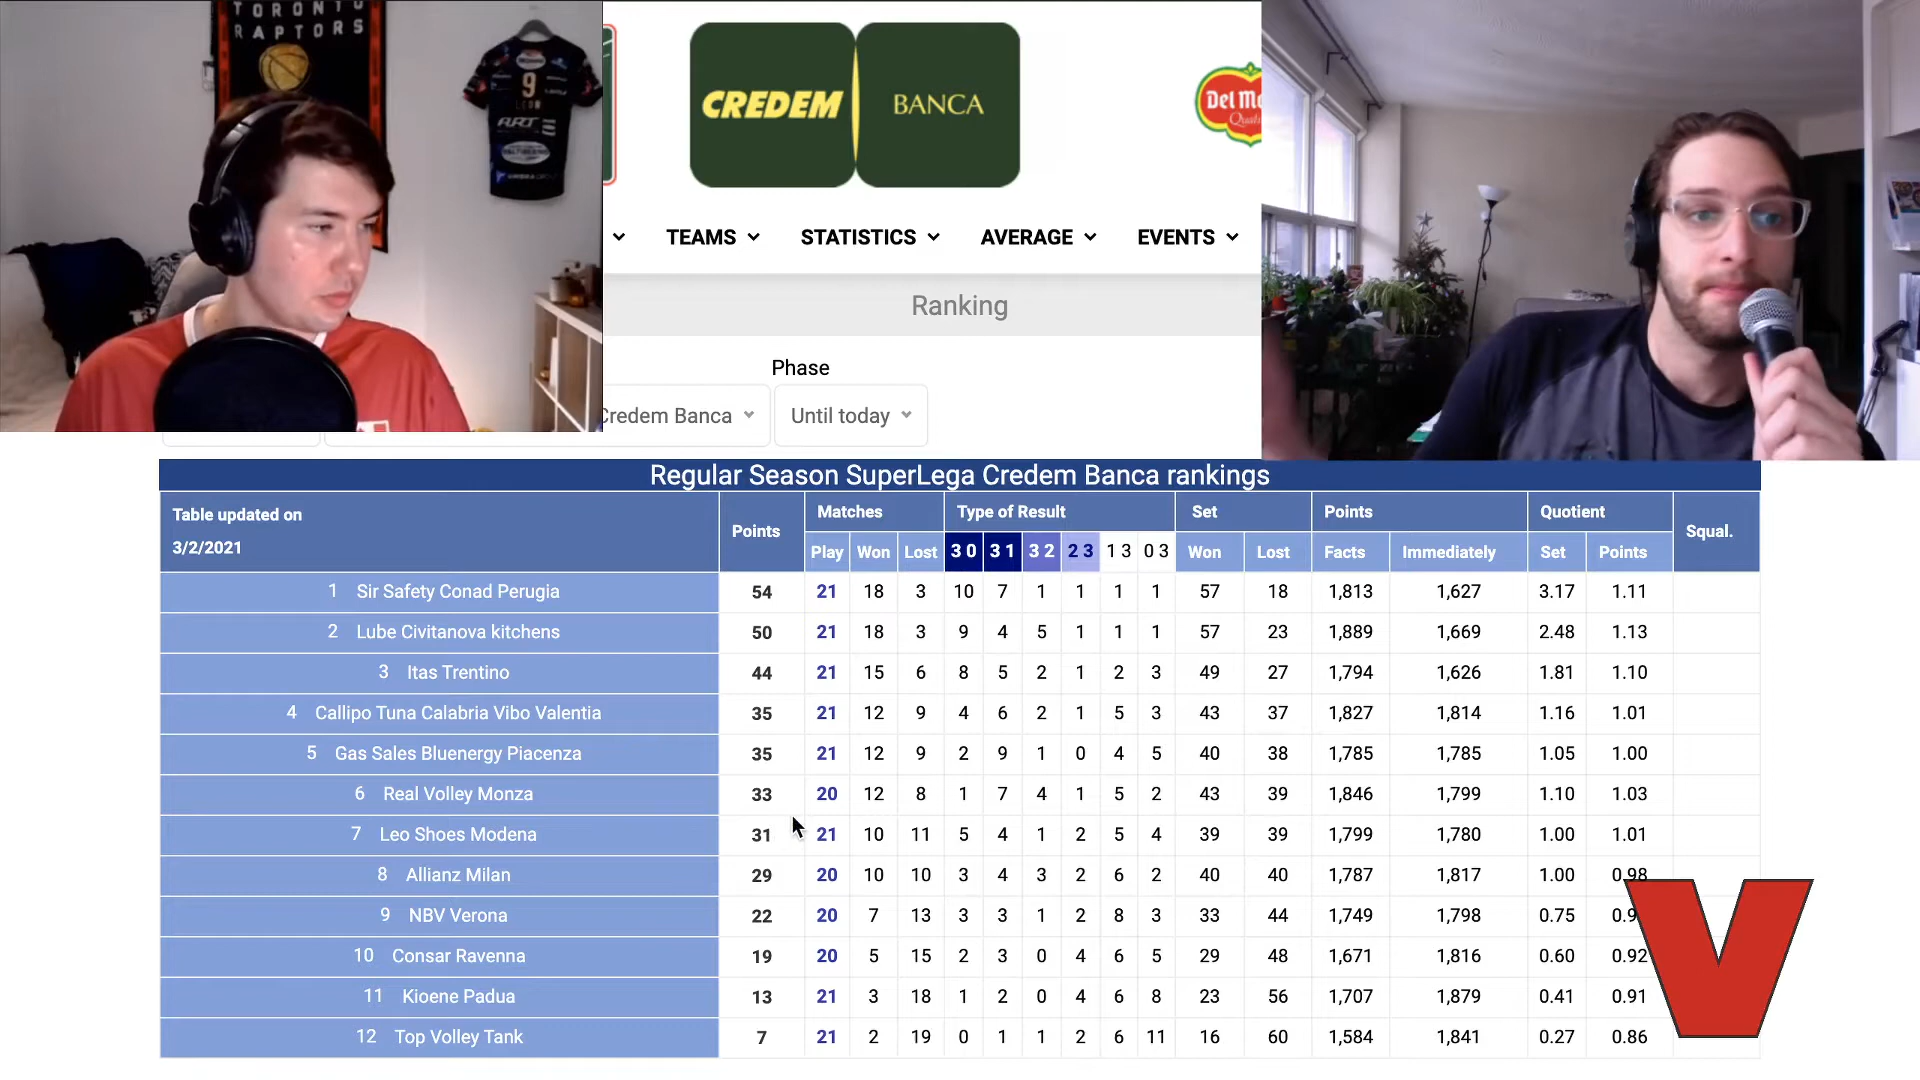 TORONTO
RAPTORS
9
LEON
CREDEM BANCA
Del Mo
Quali
TEAMS STATISTICS AVERAGE EVENTS
Ranking
Phase
Credem Banca Until today
Regular Season SuperLega Credem Banca rankings
Table updated on
3/2/2021
Points Matches Type of Result Set Points Quotient Squal.
Play Won Lost 3 0 3 1 3 2 2 3 1 3 0 3 Won Lost Facts Immediately Set Points
1 Sir Safety Conad Perugia 54 21 18 3 10 7 1 1 1 1 57 18 1,813 1,627 3.17 1.11
2 Lube Civitanova kitchens 50 21 18 3 9 4 5 1 1 1 57 23 1,889 1,669 2.48 1.13
3 Itas Trentino 44 21 15 6 8 5 2 1 2 3 49 27 1,794 1,626 1.81 1.10
4 Callipo Tuna Calabria Vibo Valentia 35 21 12 9 4 6 2 1 5 3 43 37 1,827 1,814 1.16 1.01
5 Gas Sales Bluenergy Piacenza 35 21 12 9 2 9 1 0 4 5 40 38 1,785 1,785 1.05 1.00
6 Real Volley Monza 33 20 12 8 1 7 4 1 5 2 43 39 1,846 1,799 1.10 1.03
7 Leo Shoes Modena 31 21 10 11 5 4 1 2 5 4 39 39 1,799 1,780 1.00 1.01
8 Allianz Milan 29 20 10 10 3 4 3 2 6 2 40 40 1,787 1,817 1.00 0.98
9 NBV Verona 22 20 7 13 3 3 1 2 8 3 33 44 1,749 1,798 0.75 0.9
10 Consar Ravenna 19 20 5 15 2 3 0 4 6 5 29 48 1,671 1,816 0.60 0.92
11 Kioene Padua 13 21 3 18 1 2 0 4 6 8 23 56 1,707 1,879 0.41 0.91
12 Top Volley Tank 7 21 2 19 0 1 1 2 6 11 16 60 1,584 1,841 0.27 0.86
V